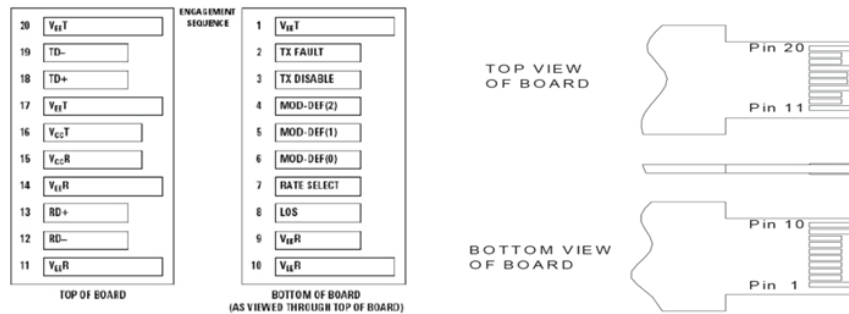 ENGAGEMENT
SEQUENCE
20 VEET
19 TD–
18 TD+
17 VEET
16 VCCT
15 VCCR
14 VEER
13 RD+
12 RD–
11 VEER
TOP OF BOARD
1 VEET
2 TX FAULT
3 TX DISABLE
4 MOD-DEF(2)
5 MOD-DEF(1)
6 MOD-DEF(0)
7 RATE SELECT
8 LOS
9 VEER
10 VEER
BOTTOM OF BOARD
(AS VIEWED THROUGH TOP OF BOARD)
TOP VIEW
OF BOARD
Pin 20
Pin 11
BOTTOM VIEW
OF BOARD
Pin 10
Pin 1